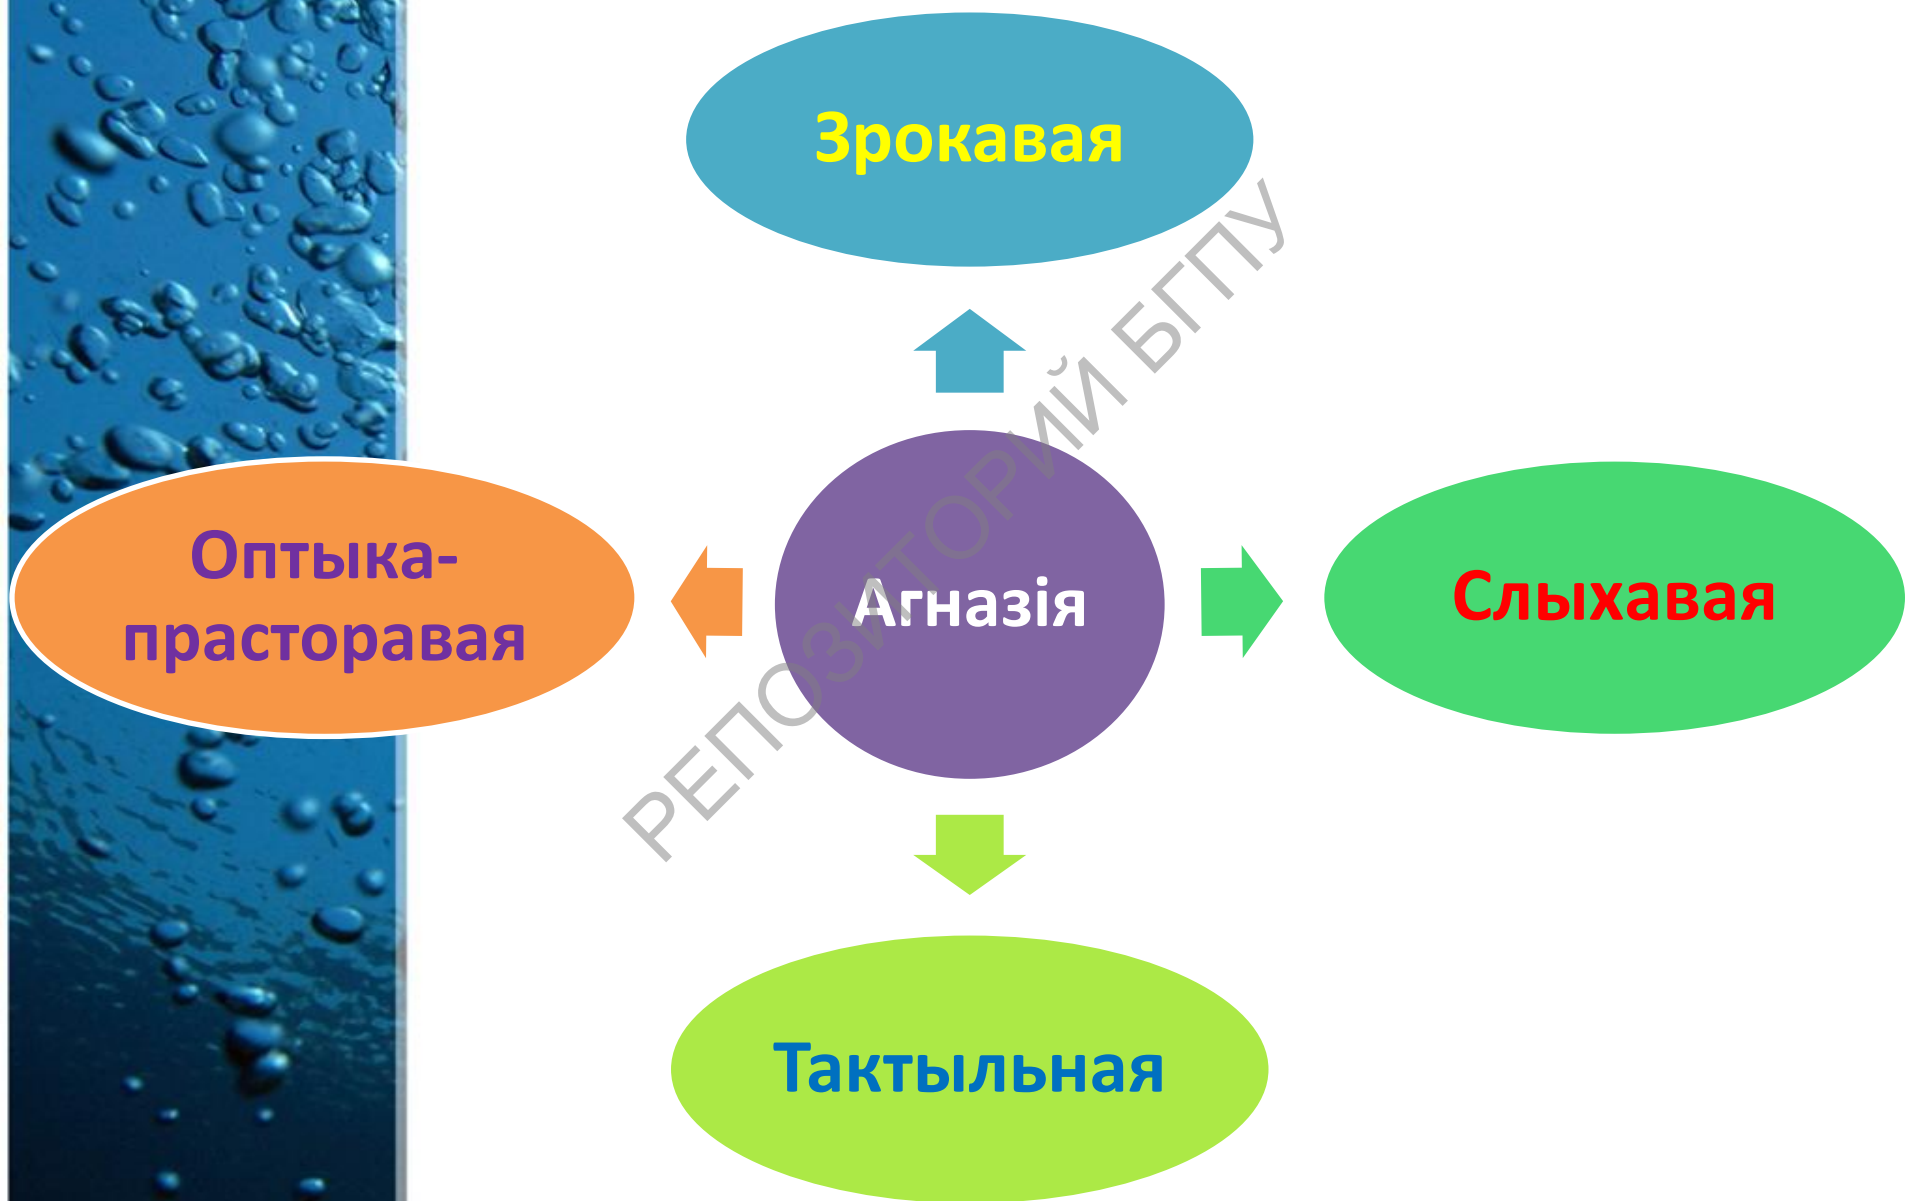 Зрокавая
Оптыка-
прасторавая
Агназія
Слыхавая
Тактыльная
РЕПОЗИТОРИЙ БГПУ